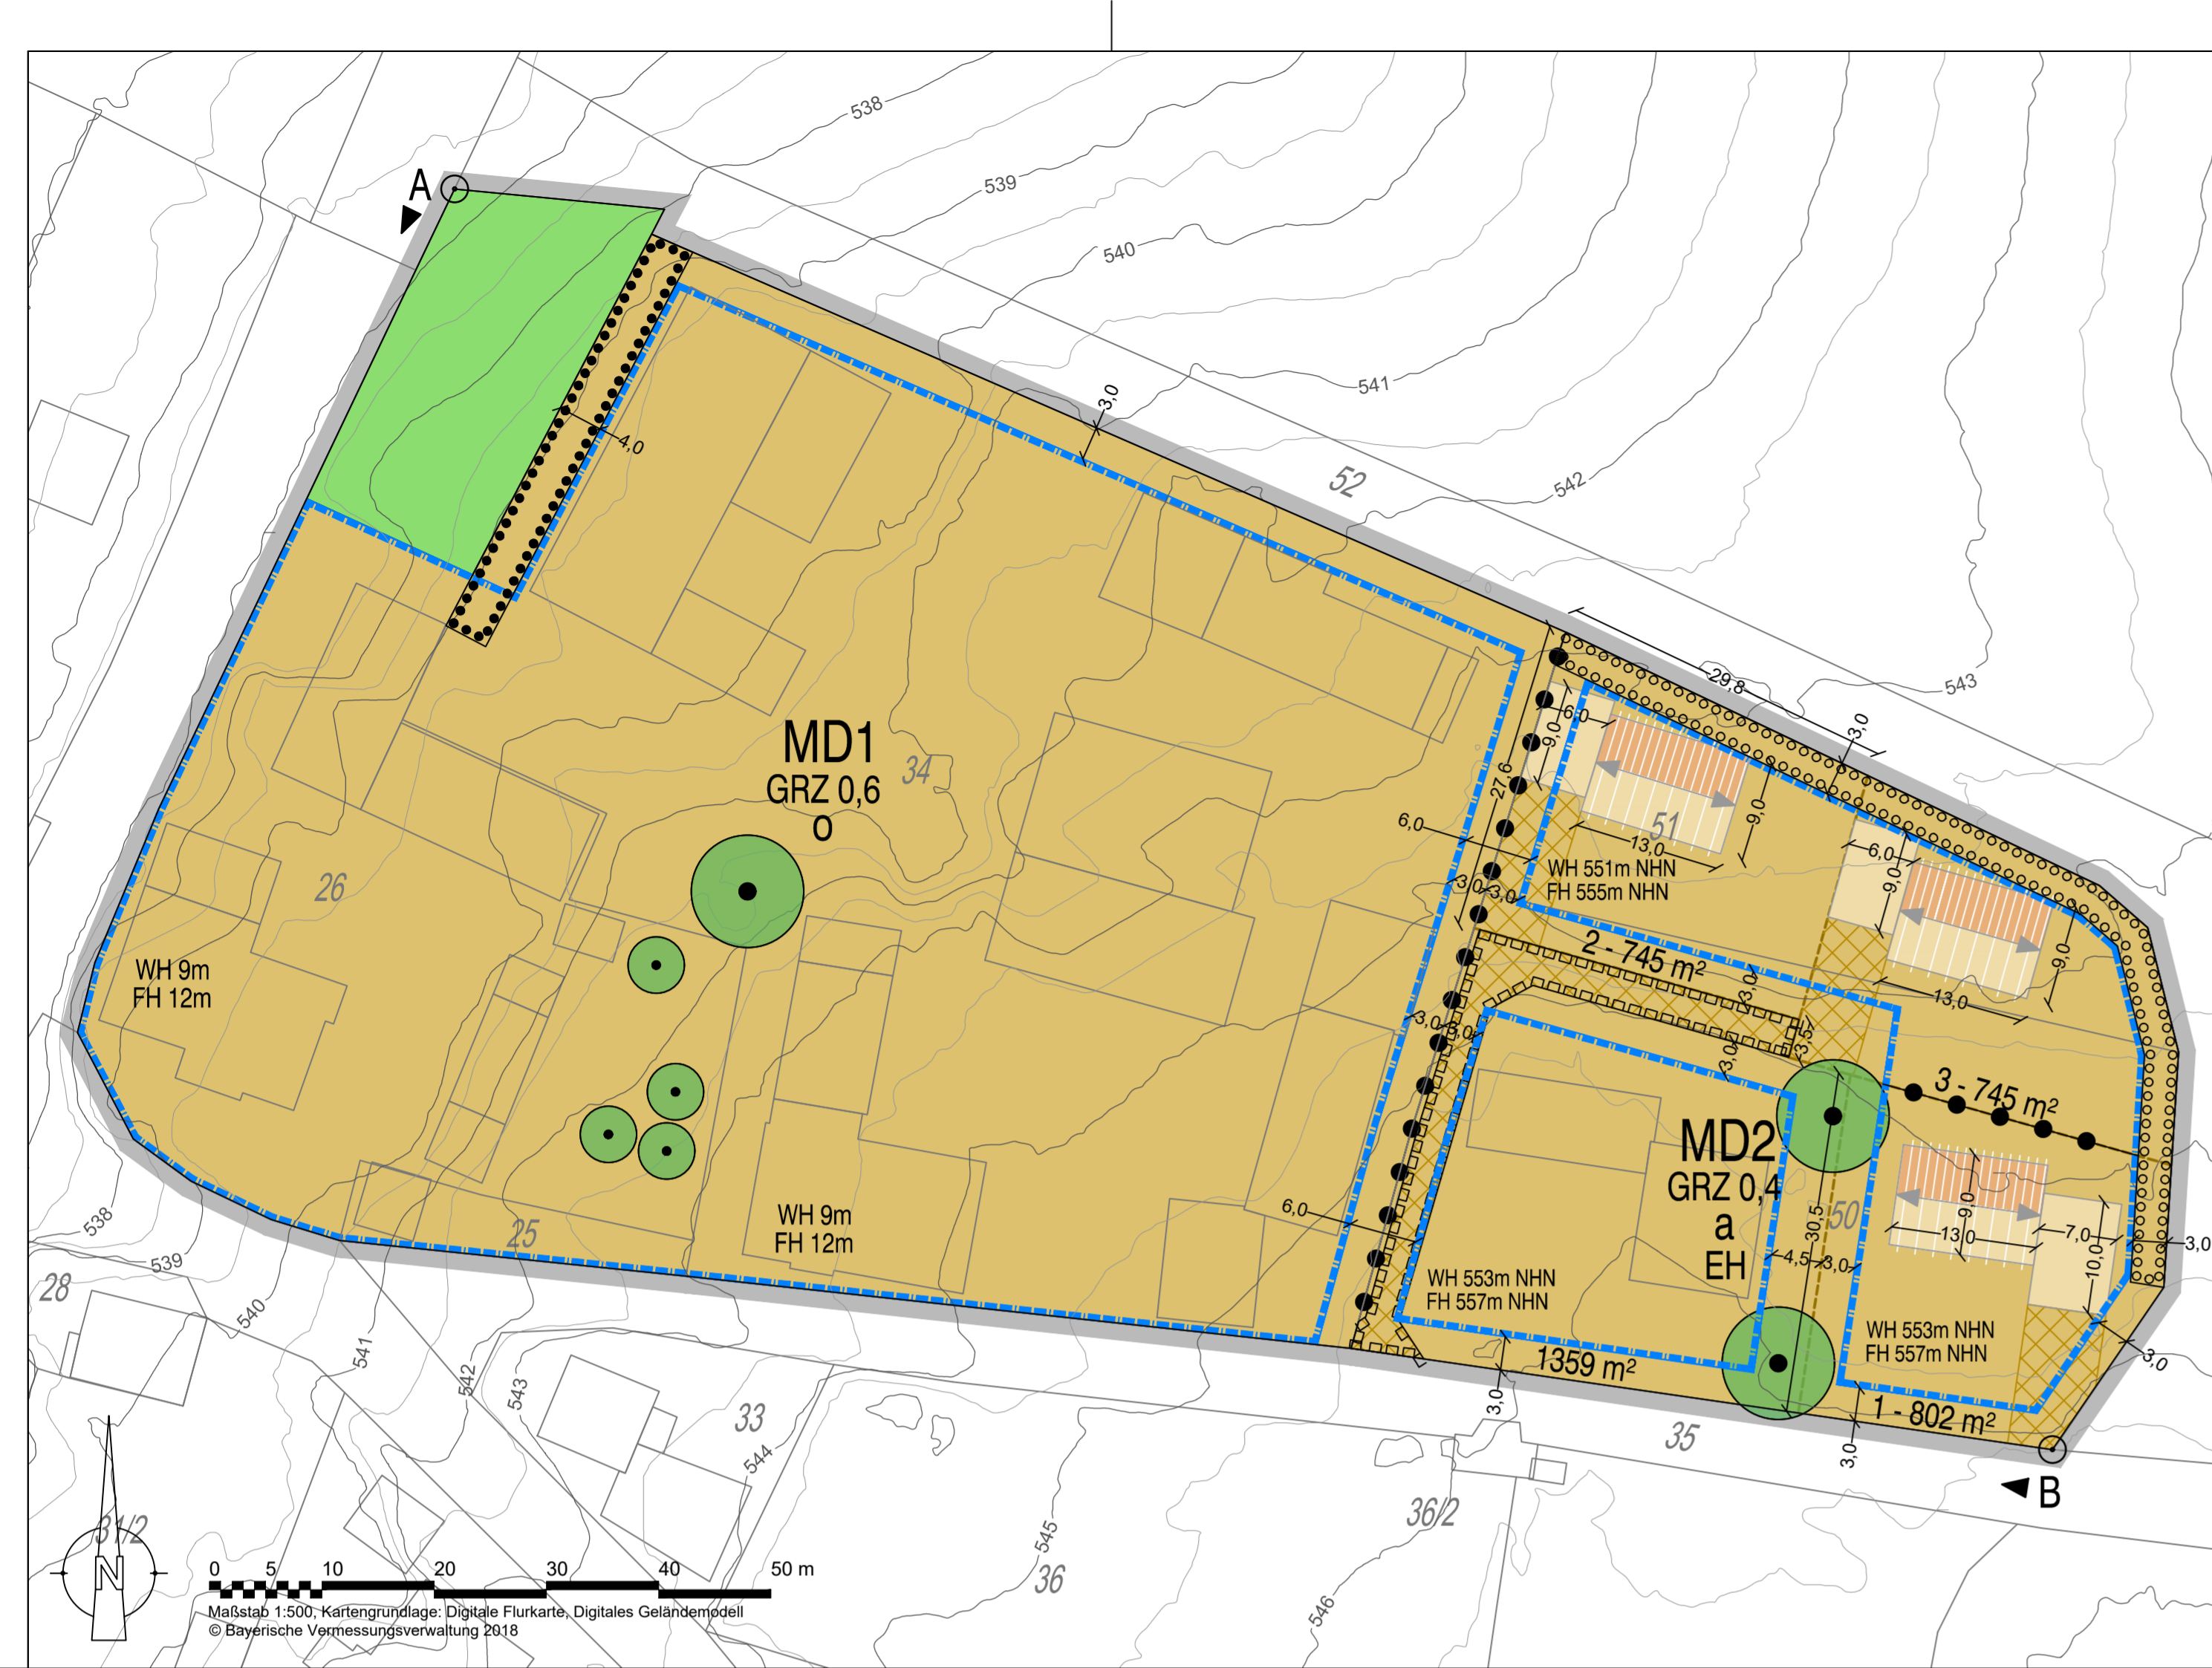 538
A
539
540
3,0
541
4,0
52
542
543
29,8
3,0
MD1
GRZ 0,6
o
34
6,0
9,0
27,6
51
9,0
13,0
6,0
6,0
9,0
WH 551m NHN
FH 555m NHN
3,0
3,0
26
2 - 745 m²
9,0
13,0
WH 9m
FH 12m
3,0
3,0
3,0
3,0
3,5
3 - 745 m²
MD2
GRZ 0,4
a
EH
50
30,5
9,0
13,0
7,0
10,0
3,0
4,5
3,0
6,0
WH 9m
FH 12m
25
538
539
28
540
541
542
543
WH 553m NHN
FH 557m NHN
WH 553m NHN
FH 557m NHN
3,0
1359 m²
3,0
1 - 802 m²
3,0
33
544
35
B
36/2
545
36
546
31/2
N
0 5 10 20 30 40 50 m
Maßstab 1:500, Kartengrundlage: Digitale Flurkarte, Digitales Geländemodell
© Bayerische Vermessungsverwaltung 2018